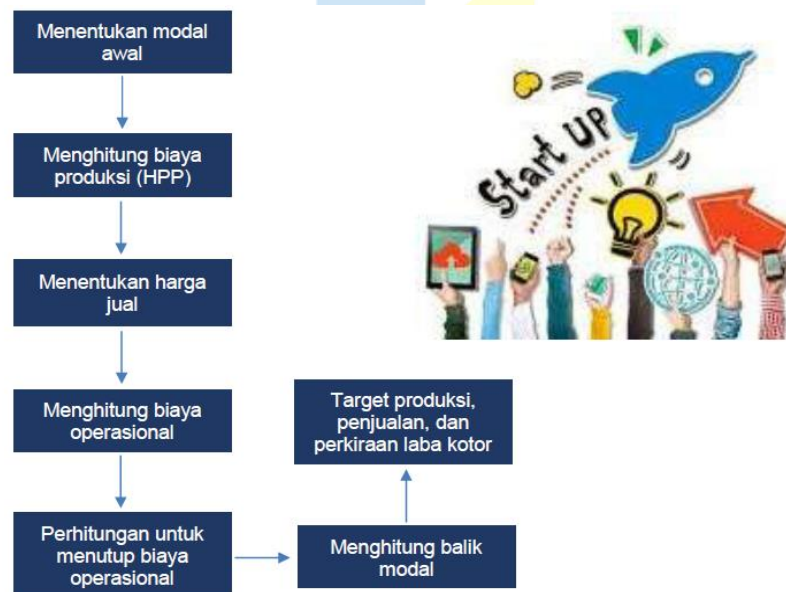 Menentukan modal
awal
Menghitung biaya
produksi (HPP)
Menentukan harga
jual
Menghitung biaya
operasional
Perhitungan untuk
menutup biaya
operasional
Menghitung balik
modal
Target produksi,
penjualan, dan
perkiraan laba kotor
Start UP